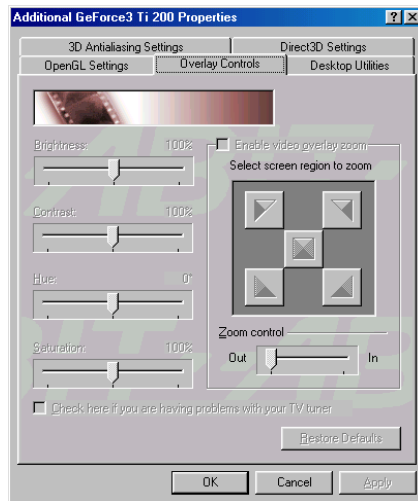 Additional GeForce3 Ti 200 Properties
3D Antialiasing Settings
Direct3D Settings
OpenGL Settings
Overlay Controls
Desktop Utilities
Brightness: 100%
Enable video overlay zoom
Select screen region to zoom
Contrast: 100%
Hue: 0°
Zoom control
Out
In
Saturation: 100%
Check here if you are having problems with your TV tuner
Restore Defaults
OK
Cancel
Apply
ABIT
ABIT